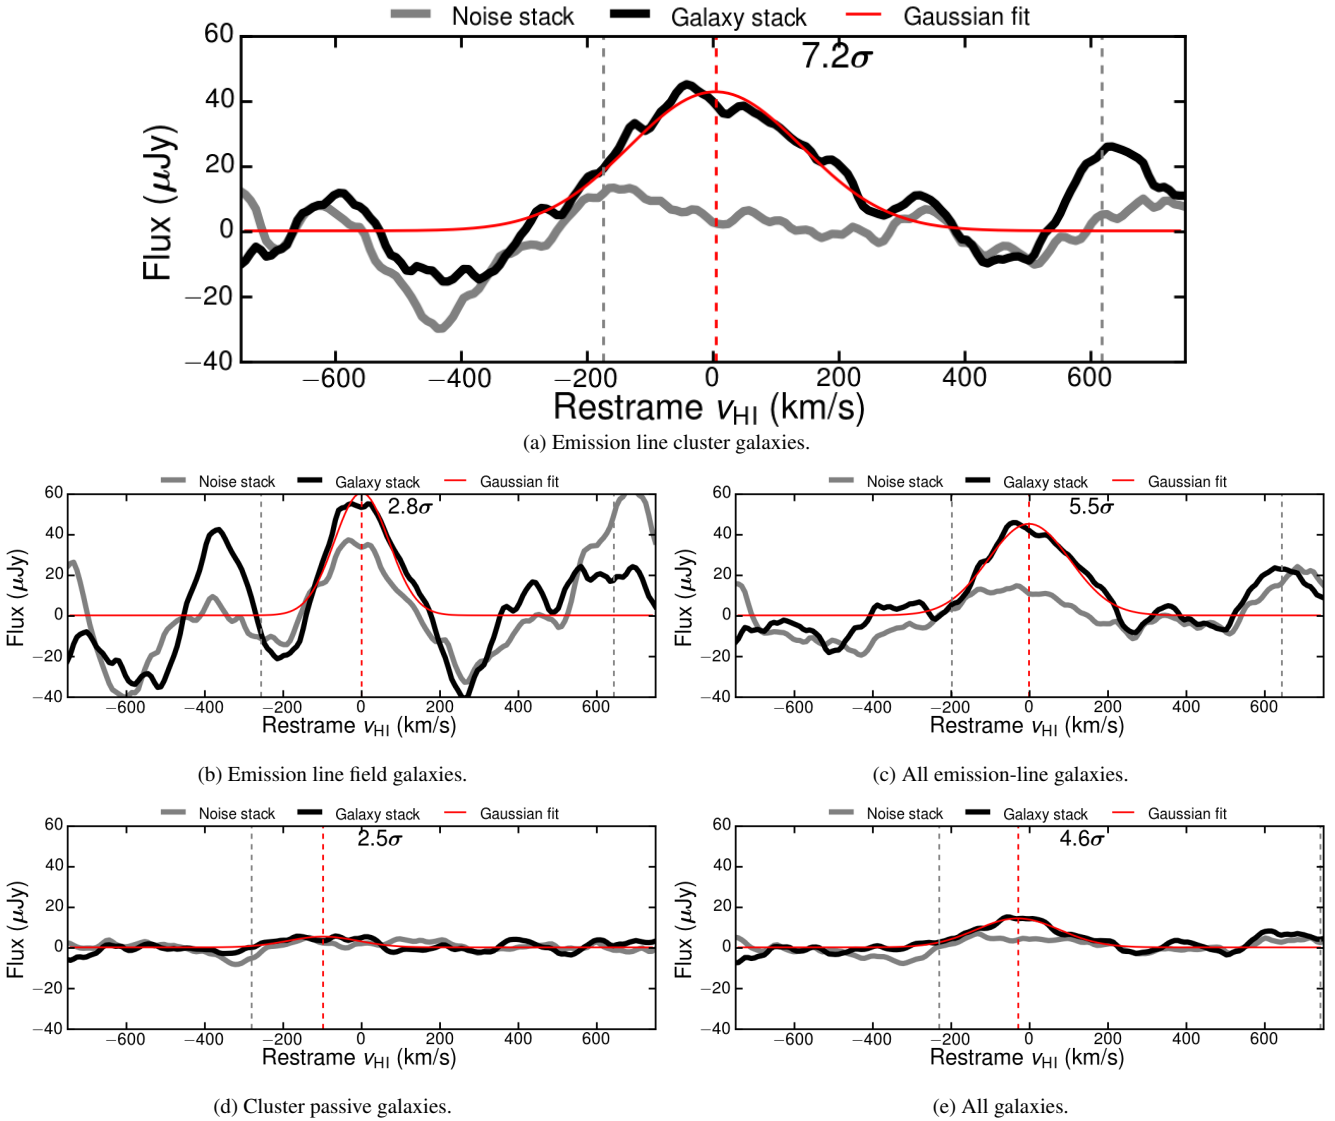 Noise stack Galaxy stack Gaussian fit
7.2σ
60
40
20
0
−20
−40
Flux (μJy)
−600 −400 −200 0 200 400 600
Restrame vHI (km/s)
(a) Emission line cluster galaxies.
Noise stack Galaxy stack Gaussian fit
2.8σ
60
40
20
0
−20
−40
Flux (μJy)
−600 −400 −200 0 200 400 600
Restrame vHI (km/s)
(b) Emission line field galaxies.
Noise stack Galaxy stack Gaussian fit
5.5σ
60
40
20
0
−20
−40
Flux (μJy)
−600 −400 −200 0 200 400 600
Restrame vHI (km/s)
(c) All emission-line galaxies.
Noise stack Galaxy stack Gaussian fit
2.5σ
60
40
20
0
−20
−40
Flux (μJy)
−600 −400 −200 0 200 400 600
Restrame vHI (km/s)
(d) Cluster passive galaxies.
Noise stack Galaxy stack Gaussian fit
4.6σ
60
40
20
0
−20
−40
Flux (μJy)
−600 −400 −200 0 200 400 600
Restrame vHI (km/s)
(e) All galaxies.